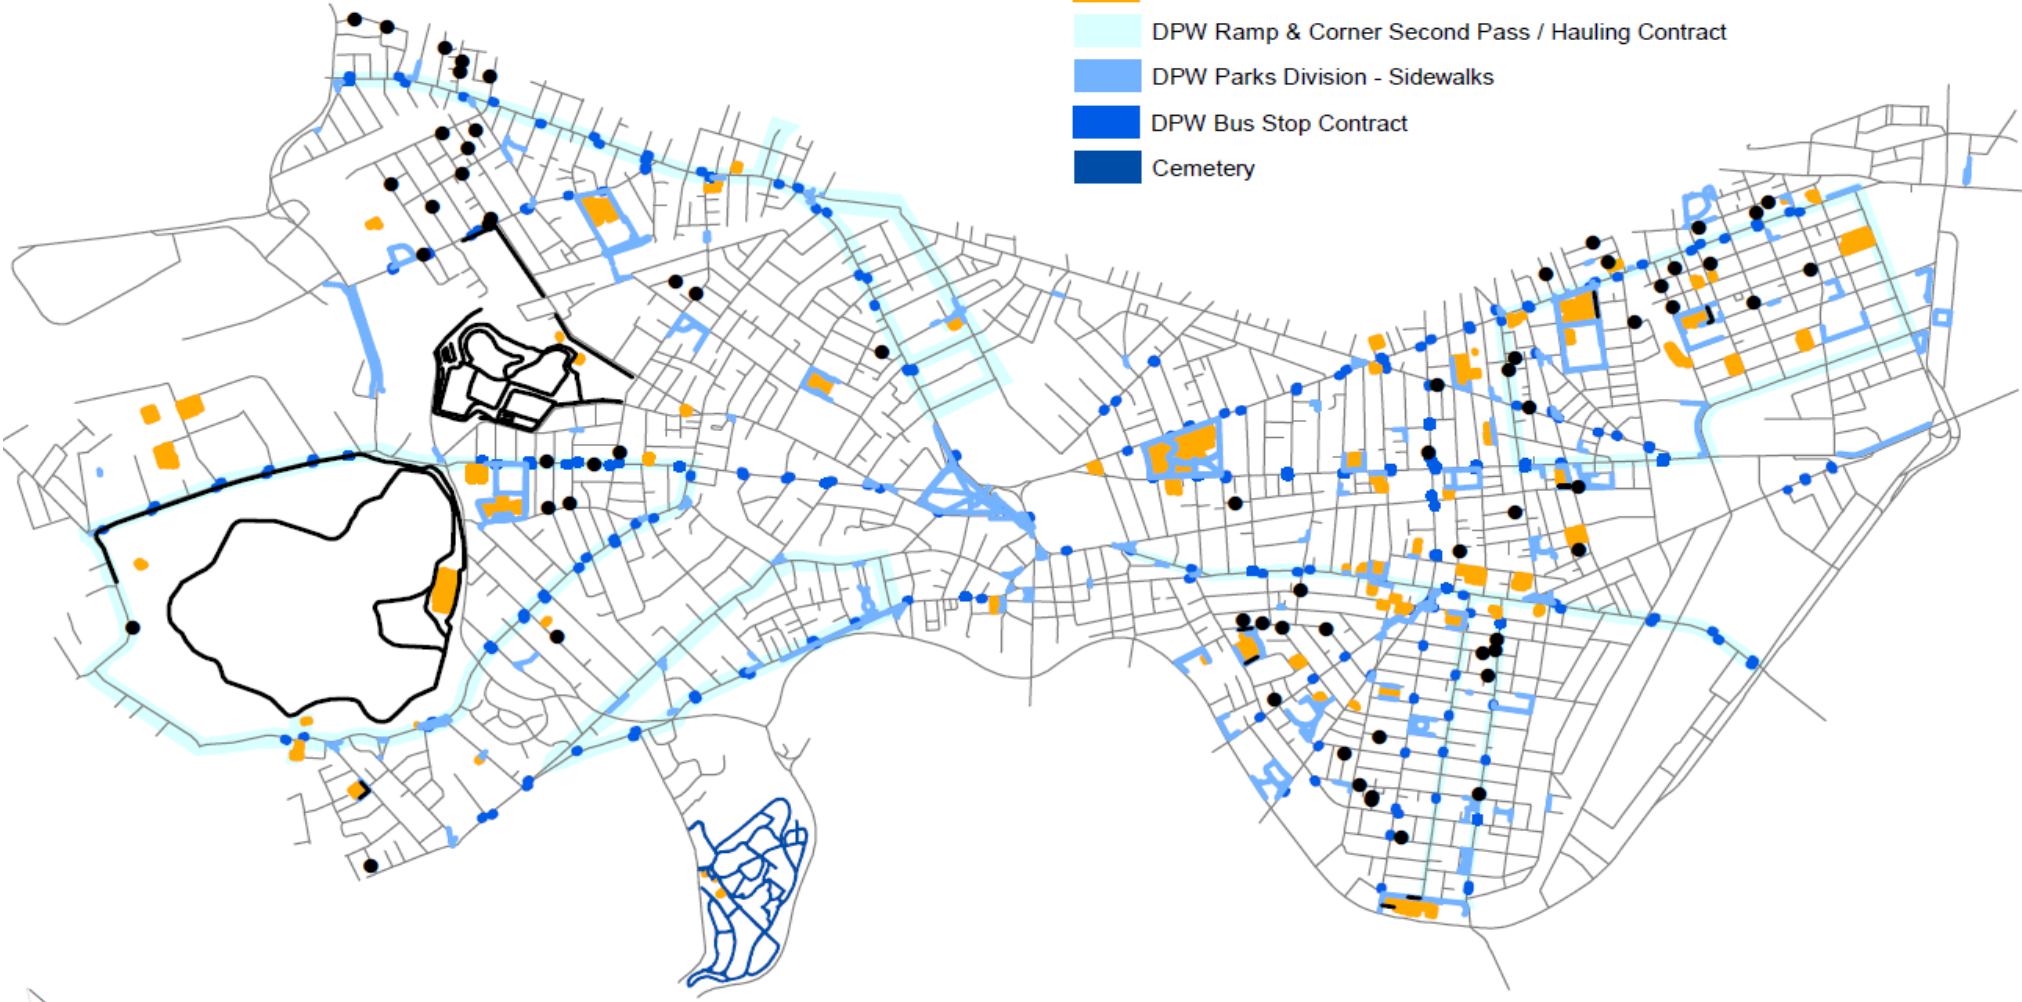 DPW Ramp & Corner Second Pass / Hauling Contract
DPW Parks Division - Sidewalks
DPW Bus Stop Contract
Cemetery